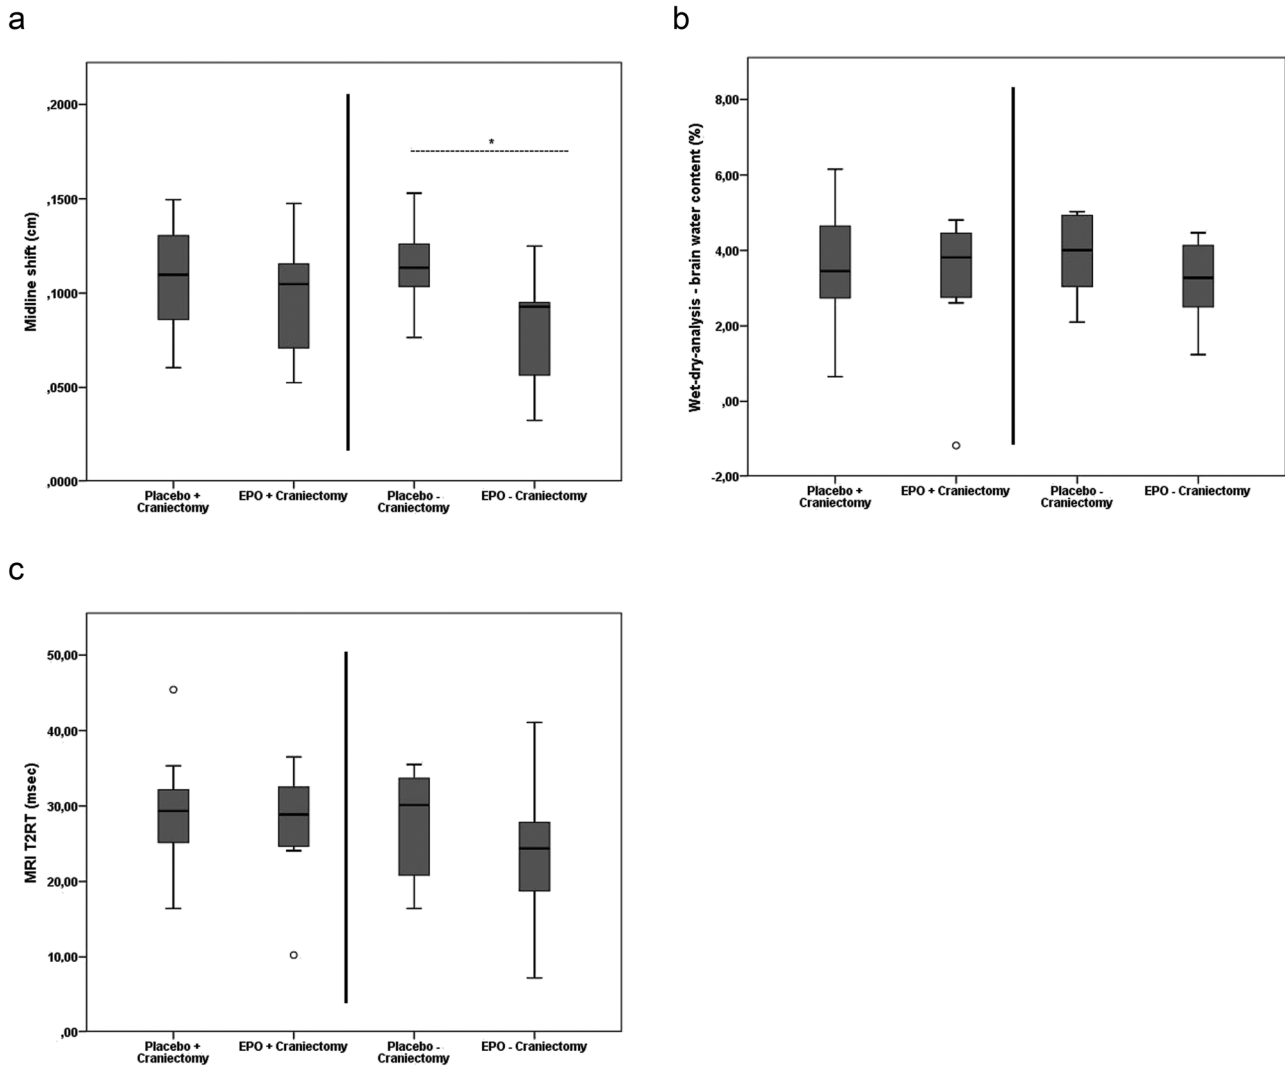 a
,2000
,1500
,1000
,0500
,0000
Midline shift (cm)
*
Placebo +
Craniectomy
EPO + Craniectomy
Placebo -
Craniectomy
EPO - Craniectomy
b
8,00
6,00
4,00
2,00
,00
-2,00
Wet-dry-analysis - brain water content (%)
Placebo +
Craniectomy
EPO + Craniectomy
Placebo -
Craniectomy
EPO - Craniectomy
c
50,00
40,00
30,00
20,00
10,00
,00
MRI T2RT (msec)
Placebo +
Craniectomy
EPO + Craniectomy
Placebo -
Craniectomy
EPO - Craniectomy